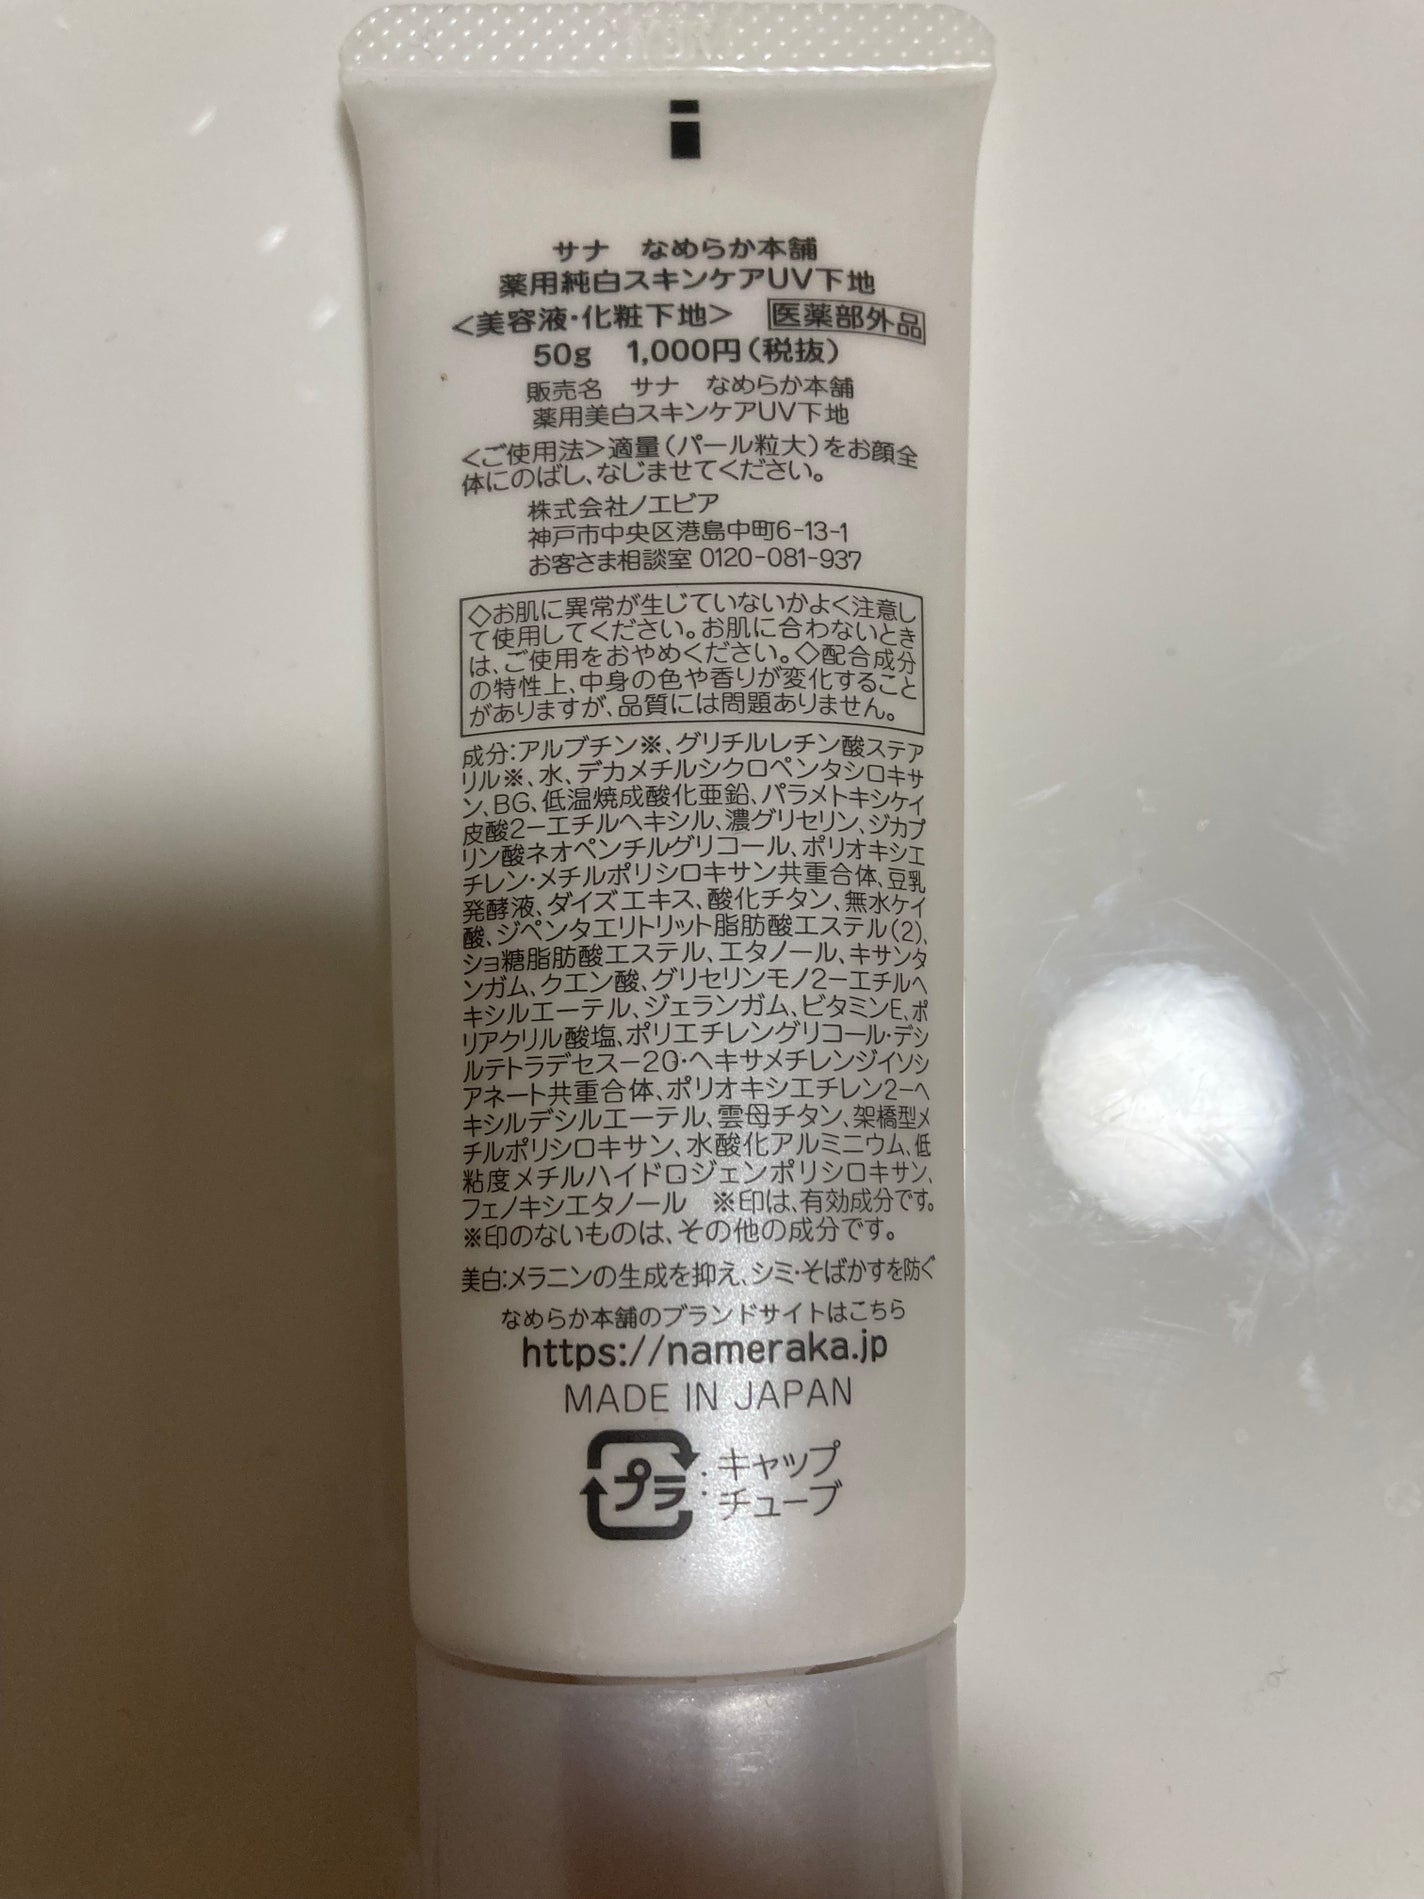 サナ なめらか本舗
薬用純白スキンケアUV下地
<美容液・化粧下地> 医薬部外品
50g 1,000円(税抜)
販売名 サナ なめらか本舗
薬用美白スキンケアUV下地
<ご使用法>適量(パール粒大)をお顔全
体にのばし、なじませてください。
株式会社ノエビア
神戸市中央区港島中町6-13-1
お客さま相談室 0120-081-937
◇お肌に異常が生じていないかよく注意し
て使用してください。お肌に合わないとき
は、ご使用をおやめください。◇配合成分
の特性上、中身の色や香りが変化すること
がありますが、品質には問題ありません。
成分:アルブチン※、グリチルレチン酸ステア
リル※、水、デカメチルシクロペンタシロキサ
ン、BG、低温焼成酸化亜鉛、パラメトキシケイ
皮酸2-エチルヘキシル、濃グリセリン、ジカプ
リン酸ネオペンチルグリコール、ポリオキシエ
チレン・メチルポリシロキサン共重合体、豆乳
発酵液、ダイズエキス、酸化チタン、無水ケイ
酸、ジペンタエリトリット脂肪酸エステル(2)、
ショ糖脂肪酸エステル、エタノール、キサンタ
ンガム、クエン酸、グリセリンモノ2-エチルヘ
キシルエーテル、ジェランガム、ビタミンE、ポ
リアクリル酸塩、ポリエチレングリコール・デシ
ルテトラデセス-20・ヘキサメチレンジイソシ
アネート共重合体、ポリオキシエチレン2-ヘ
キシルデシルエーテル、雲母チタン、架橋型メ
チルポリシロキサン、水酸化アルミニウム、低
粘度メチルハイドロジェンポリシロキサン、
フェノキシエタノール ※印は、有効成分です。
※印のないものは、その他の成分です。
美白:メラニンの生成を抑え、シミ・そばかすを防ぐ
なめらか本舗のブランドサイトはこちら
https://nameraka.jp
MADE IN JAPAN
プラ : キャップ
チューブ